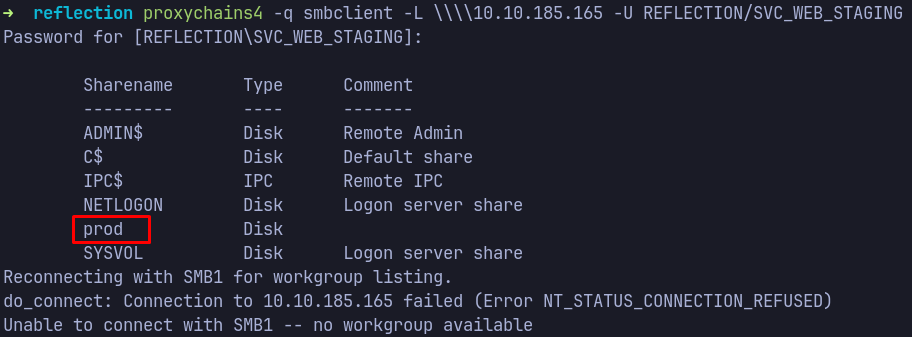 → reflection proxychains4 -q smbclient -L \\\\10.10.185.165 -U REFLECTION/SVC_WEB_STAGING
Password for [REFLECTION\SVC_WEB_STAGING]:
Sharename Type Comment
--------- ---- -------
ADMIN$ Disk Remote Admin
C$ Disk Default share
IPC$ IPC Remote IPC
NETLOGON Disk Logon server share
prod Disk
SYSVOL Disk Logon server share
Reconnecting with SMB1 for workgroup listing.
do_connect: Connection to 10.10.185.165 failed (Error NT_STATUS_CONNECTION_REFUSED)
Unable to connect with SMB1 -- no workgroup available